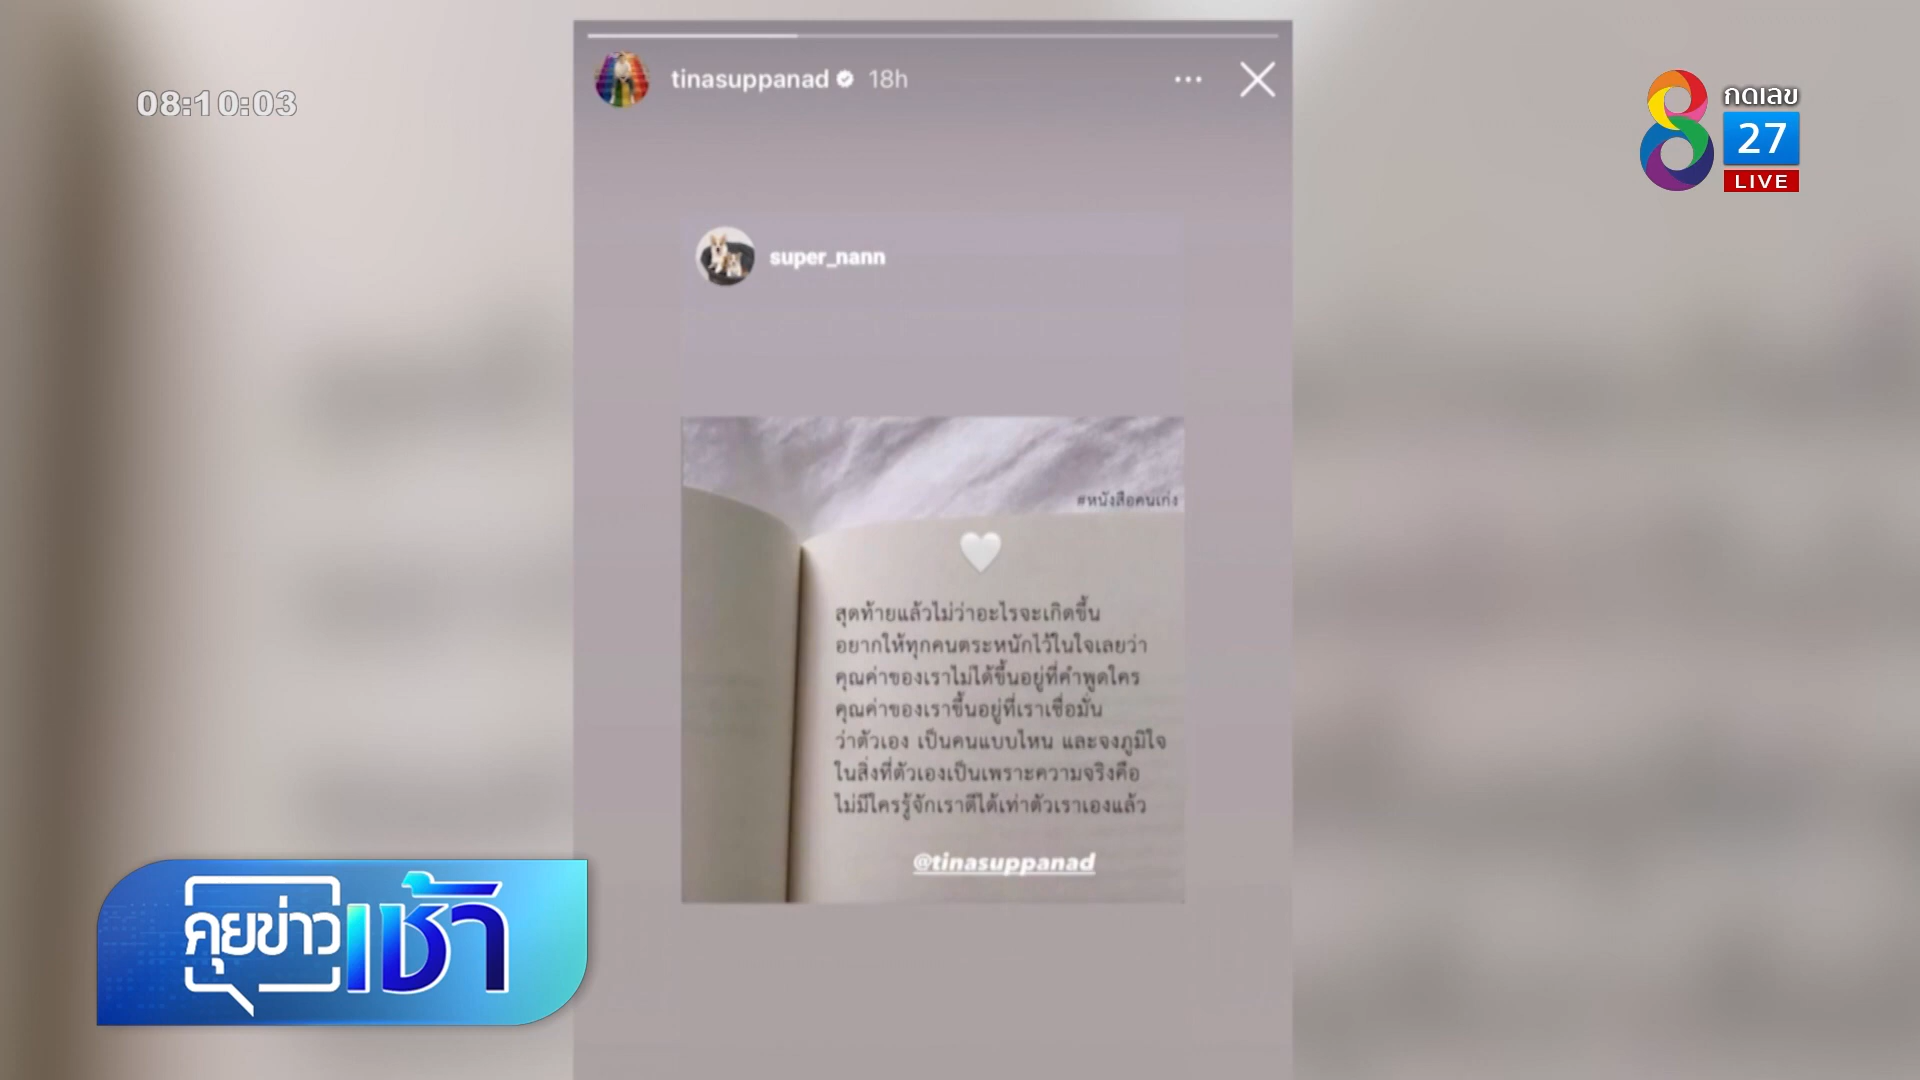 08:10:03
tinasuppanad 18h
กดเลข
27
LIVE
super_nann
#หนังสือคนเก่ง
สุดท้ายแล้วไม่ว่าอะไรจะเกิดขึ้น
อยากให้ทุกคนตระหนักไว้ในใจเลยว่า
คุณค่าของเราไม่ได้ขึ้นอยู่ที่คำพูดใคร
คุณค่าของเราขึ้นอยู่ที่เราเชื่อมั่น
ว่าตัวเอง เป็นคนแบบไหน และจงภูมิใจ
ในสิ่งที่ตัวเองเป็นเพราะความจริงคือ
ไม่มีใครรู้จักเราดีได้เท่าตัวเราเองแล้ว
@tinasuppanad
คุยข่าวเช้า